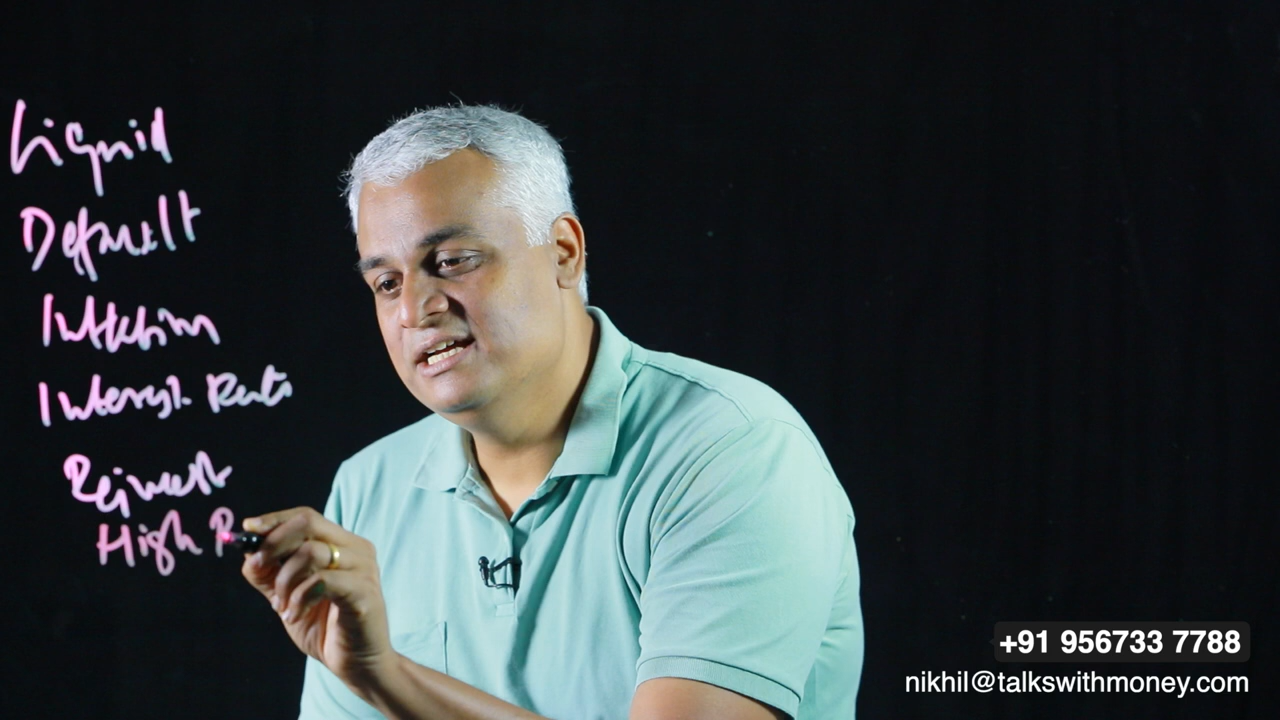 Liquid
Default
Inflation
Interest Rate
Reinvest
High R
+91 956733 7788
nikhil@talkswithmoney.com